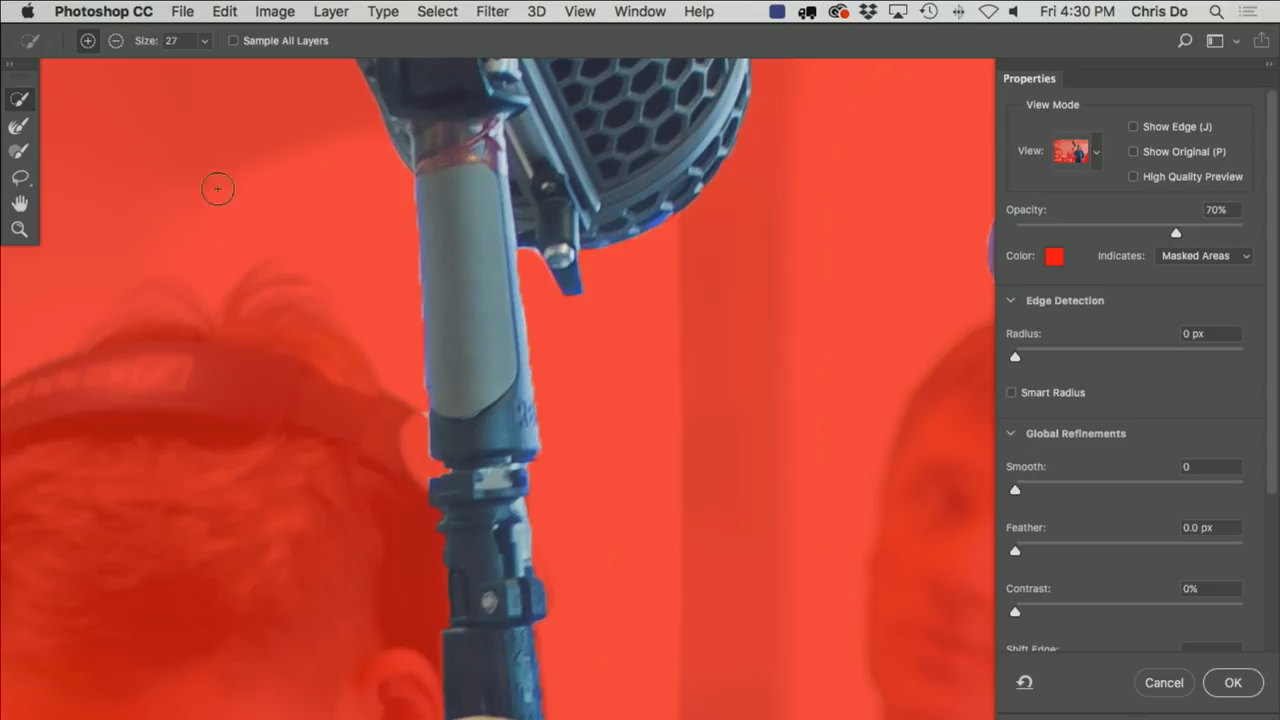 Photoshop CC File Edit Image Layer Type Select Filter 3D View Window Help Fri 4:30 PM Chris Do
Size: 27 Sample All Layers
Properties
View Mode
Show Edge (J)
View:
Show Original (P)
High Quality Preview
Opacity: 70%
Color: Indicates: Masked Areas
Edge Detection
Radius: 0 px
Smart Radius
Global Refinements
Smooth: 0
Feather: 0.0 px
Contrast: 0%
Shift Edge:
Cancel OK